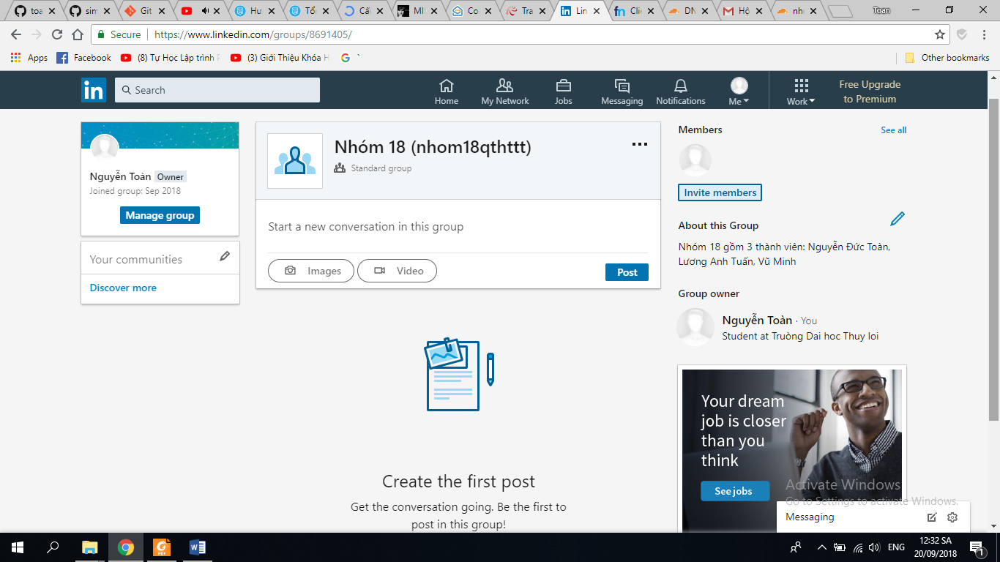 toa
sim
Git
Hư
Tổ
Cấu
MI
Co
Tra
Lin
Clic
DN
Hộ
nh
Toan
Secure
https://www.linkedin.com/groups/8691405/
Apps
Facebook
(8) Tự Học Lập trình
(3) Giới Thiệu Khóa H
`
Other bookmarks
in
Search
Home
My Network
Jobs
Messaging
Notifications
Me
Work
Free Upgrade
to Premium
Nguyễn Toàn Owner
Joined group: Sep 2018
Manage group
Your communities
Discover more
Nhóm 18 (nhom18qthttt)
Standard group
Start a new conversation in this group
Images
Video
Post
Create the first post
Get the conversation going. Be the first to
post in this group!
Members
See all
Invite members
About this Group
Nhóm 18 gồm 3 thành viên: Nguyễn Đức Toàn,
Lương Anh Tuấn, Vũ Minh
Group owner
Nguyễn Toàn · You
Student at Truòng Dai hoc Thuy loi
Your dream
job is closer
than you
think
See jobs
Activate Windows
Go to Settings to activate Windows.
Messaging
ENG
12:32 SA
20/09/2018
1